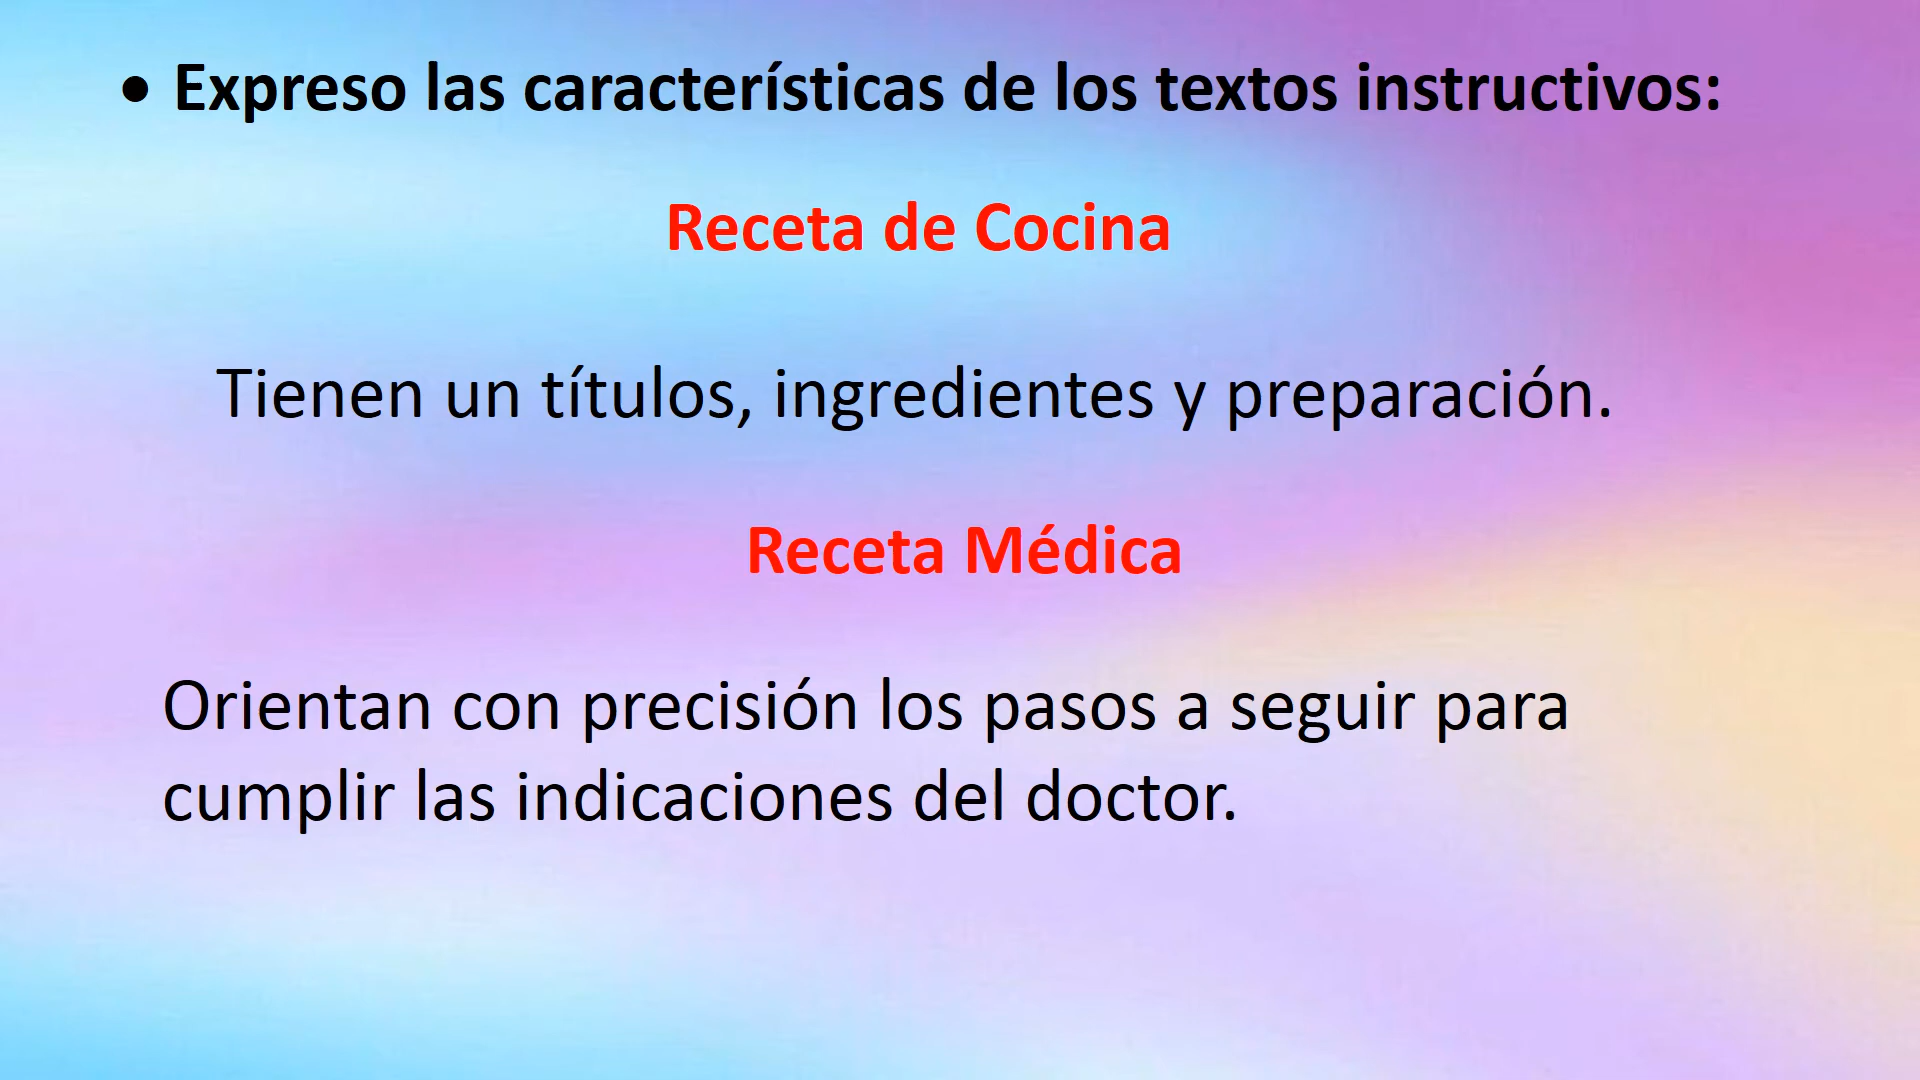 • Expreso las características de los textos instructivos:
Receta de Cocina
Tienen un títulos, ingredientes y preparación.
Receta Médica
Orientan con precisión los pasos a seguir para
cumplir las indicaciones del doctor.